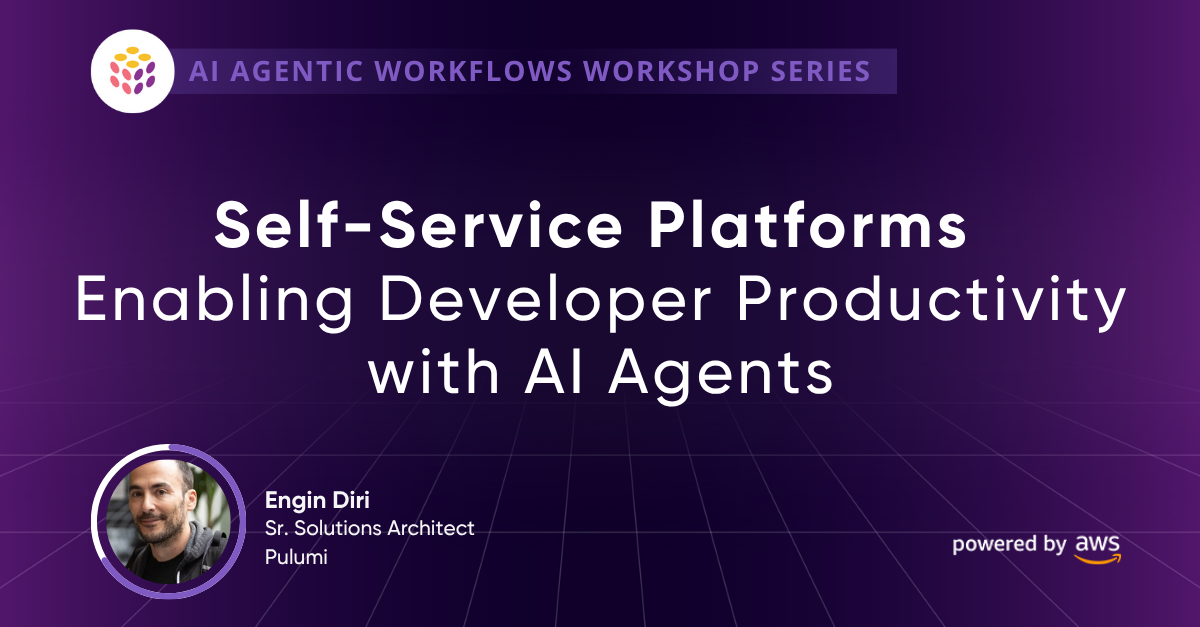 AI AGENTIC WORKFLOWS WORKSHOP SERIES
Self-Service Platforms
Enabling Developer Productivity
with AI Agents
Engin Diri
Sr. Solutions Architect
Pulumi
powered by aws